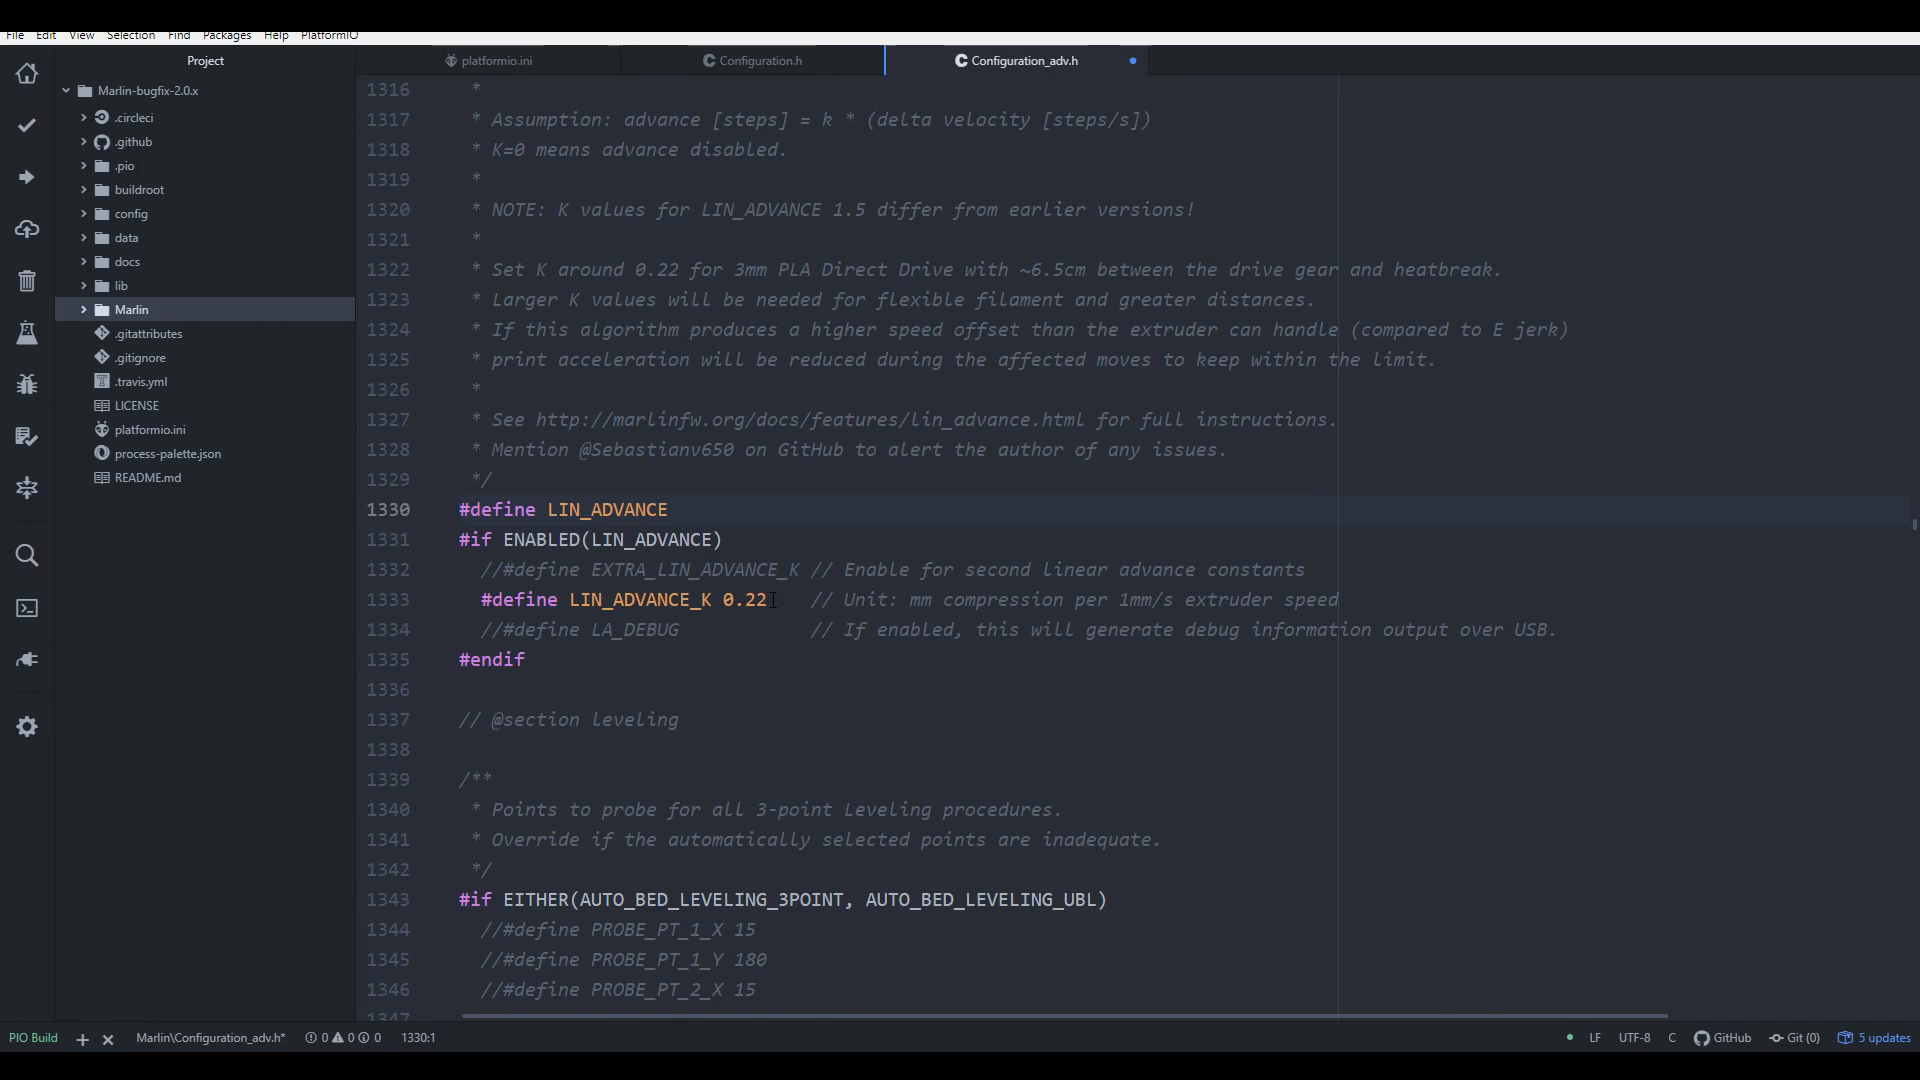 File Edit View Selection Find Packages Help PlatformIO
Project
platformio.ini
Configuration.h
Configuration_adv.h
Marlin-bugfix-2.0.x
.circleci
.github
.pio
buildroot
config
data
docs
lib
Marlin
.gitattributes
.gitignore
.travis.yml
LICENSE
platformio.ini
process-palette.json
README.md
1316 *
1317 * Assumption: advance [steps] = k * (delta velocity [steps/s])
1318 * K=0 means advance disabled.
1319 *
1320 * NOTE: K values for LIN_ADVANCE 1.5 differ from earlier versions!
1321 *
1322 * Set K around 0.22 for 3mm PLA Direct Drive with ~6.5cm between the drive gear and heatbreak.
1323 * Larger K values will be needed for flexible filament and greater distances.
1324 * If this algorithm produces a higher speed offset than the extruder can handle (compared to E jerk)
1325 * print acceleration will be reduced during the affected moves to keep within the limit.
1326 *
1327 * See http://marlinfw.org/docs/features/lin_advance.html for full instructions.
1328 * Mention @Sebastianv650 on GitHub to alert the author of any issues.
1329 */
1330 #define LIN_ADVANCE
1331 #if ENABLED(LIN_ADVANCE)
1332 //#define EXTRA_LIN_ADVANCE_K // Enable for second linear advance constants
1333 #define LIN_ADVANCE_K 0.22 // Unit: mm compression per 1mm/s extruder speed
1334 //#define LA_DEBUG // If enabled, this will generate debug information output over USB.
1335 #endif
1336
1337 // @section leveling
1338
1339 /**
1340 * Points to probe for all 3-point Leveling procedures.
1341 * Override if the automatically selected points are inadequate.
1342 */
1343 #if EITHER(AUTO_BED_LEVELING_3POINT, AUTO_BED_LEVELING_UBL)
1344 //#define PROBE_PT_1_X 15
1345 //#define PROBE_PT_1_Y 180
1346 //#define PROBE_PT_2_X 15
1347
PIO Build + × Marlin\Configuration_adv.h* 0 0 0 1330:1 LF UTF-8 C GitHub Git (0) 5 updates